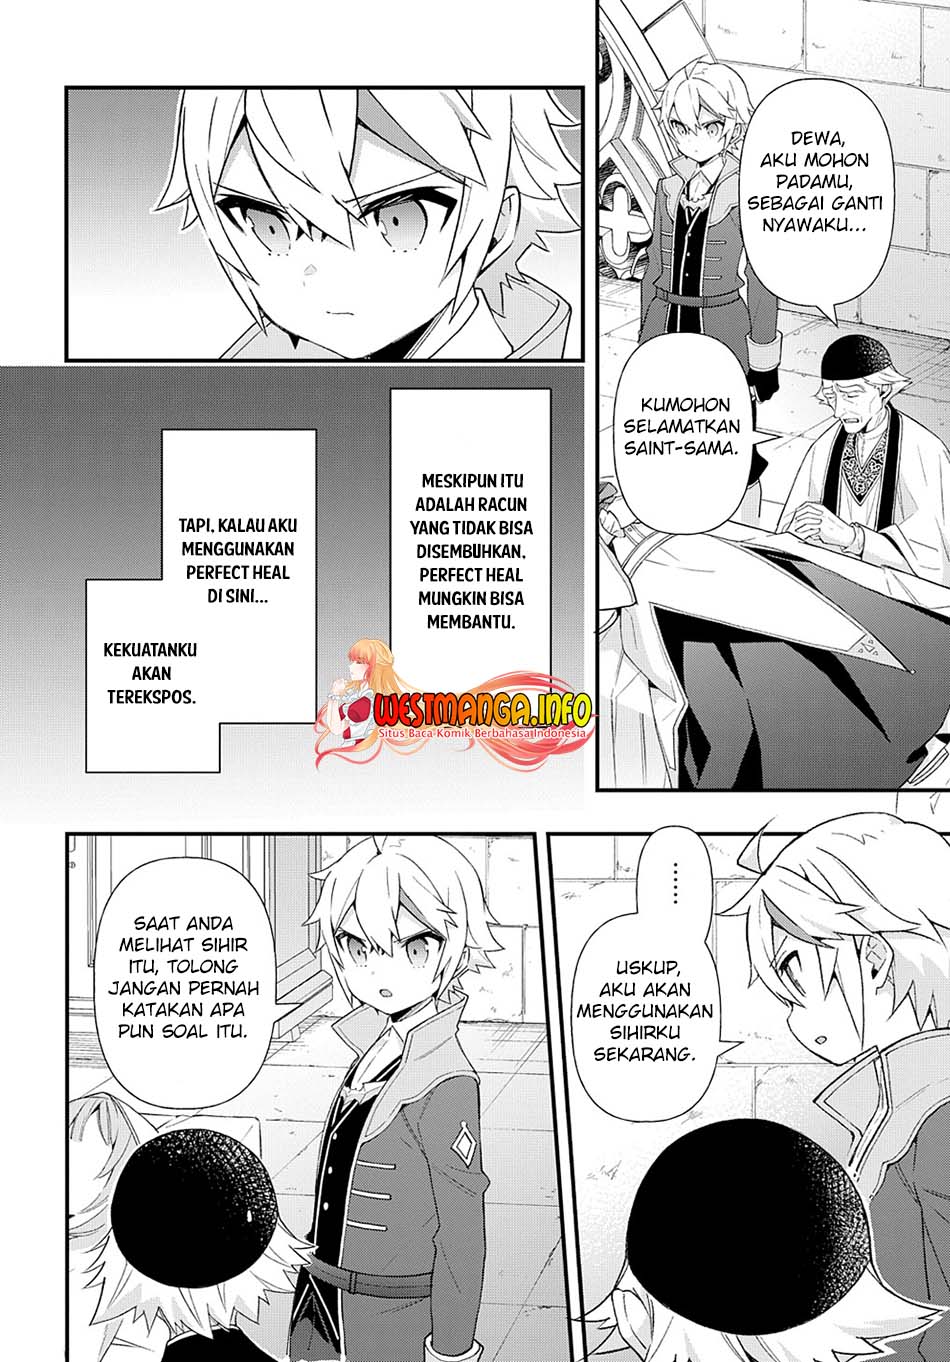 DEWA,
AKU MOHON
PADAMU,
SEBAGAI GANTI
NYAWAKU...
KUMOHON
SELAMATKAN
SAINT-SAMA.
MESKIPUN ITU
ADALAH RACUN
YANG TIDAK BISA
DISEMBUHKAN,
PERFECT HEAL
MUNGKIN BISA
MEMBANTU.
TAPI, KALAU AKU
MENGGUNAKAN
PERFECT HEAL
DI SINI...
KEKUATANKU
AKAN
TEREKSPOS.
WESTMANGA.INFO
Situs Baca Komik Berbahasa Indonesia
......
USKUP,
AKU AKAN
MENGGUNAKAN
SIHIRKU
SEKARANG.
SAAT ANDA
MELIHAT SIHIR
ITU, TOLONG
JANGAN PERNAH
KATAKAN APA
PUN SOAL ITU.